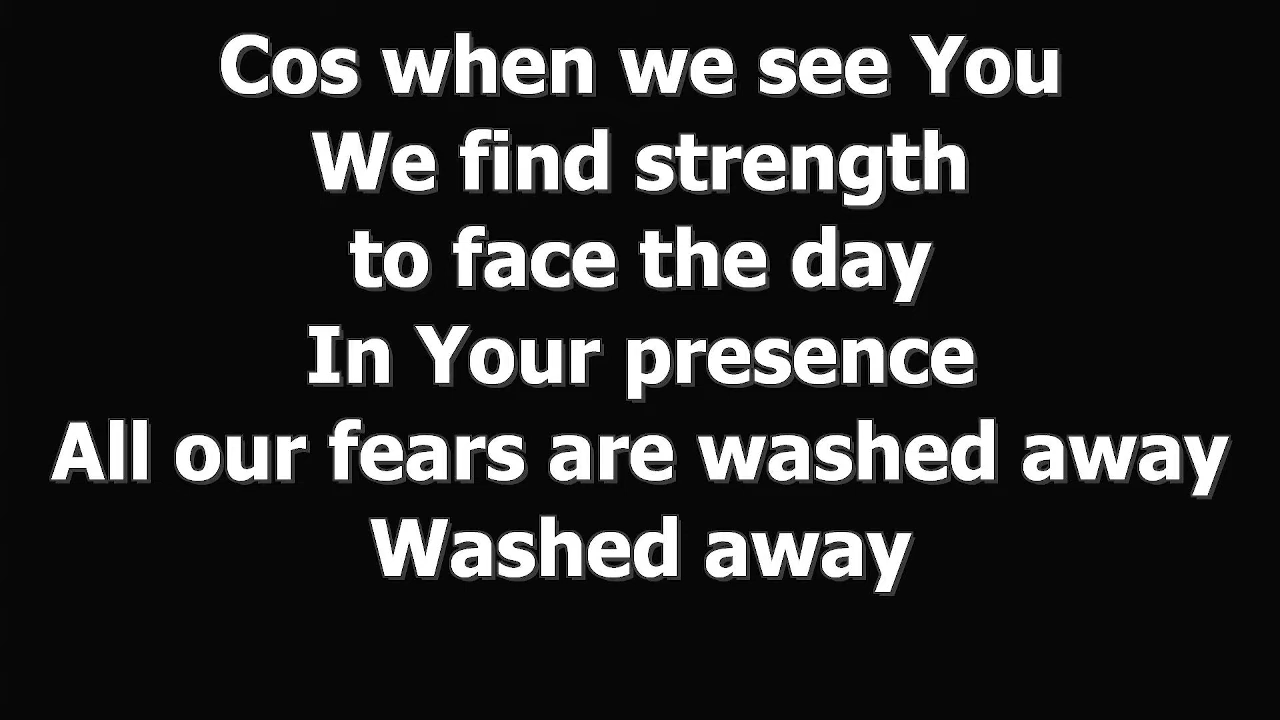 Cos when we see You
We find strength
to face the day
In Your presence
All our fears are washed away
Washed away